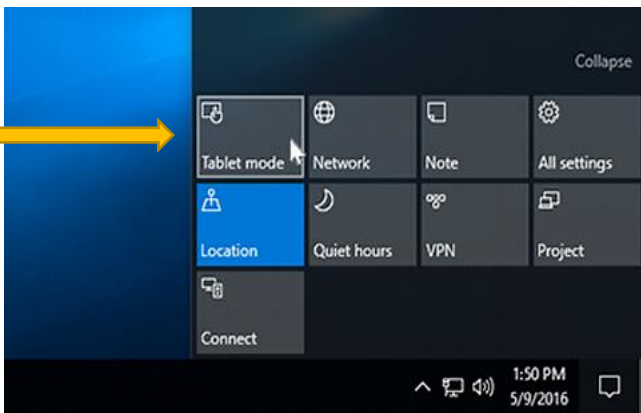 Collapse
Tablet mode Network Note All settings
Location Quiet hours VPN Project
Connect
1:50 PM
5/9/2016